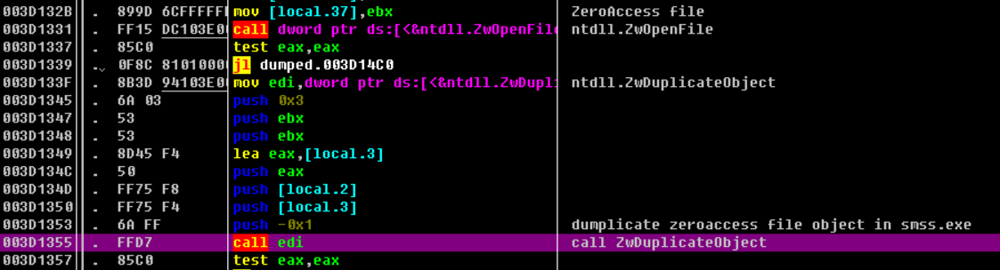 003D132B . 899D 6CFFFFFF mov [local.37],ebx ZeroAccess file
003D1331 . FF15 DC103E00 call dword ptr ds:[<&ntdll.ZwOpenFile ntdll.ZwOpenFile
003D1337 . 85C0 test eax,eax
003D1339 . 0F8C 81010000 jl dumped.003D14C0
003D133F . 8B3D 94103E00 mov edi,dword ptr ds:[<&ntdll.ZwDupli ntdll.ZwDuplicateObject
003D1345 . 6A 03 push 0x3
003D1347 . 53 push ebx
003D1348 . 53 push ebx
003D1349 . 8D45 F4 lea eax,[local.3]
003D134C . 50 push eax
003D134D . FF75 F8 push [local.2]
003D1350 . FF75 F4 push [local.3]
003D1353 . 6A FF push -0x1 dumplicate zeroaccess file object in smss.exe
003D1355 . FFD7 call edi call ZwDuplicateObject
003D1357 . 85C0 test eax,eax